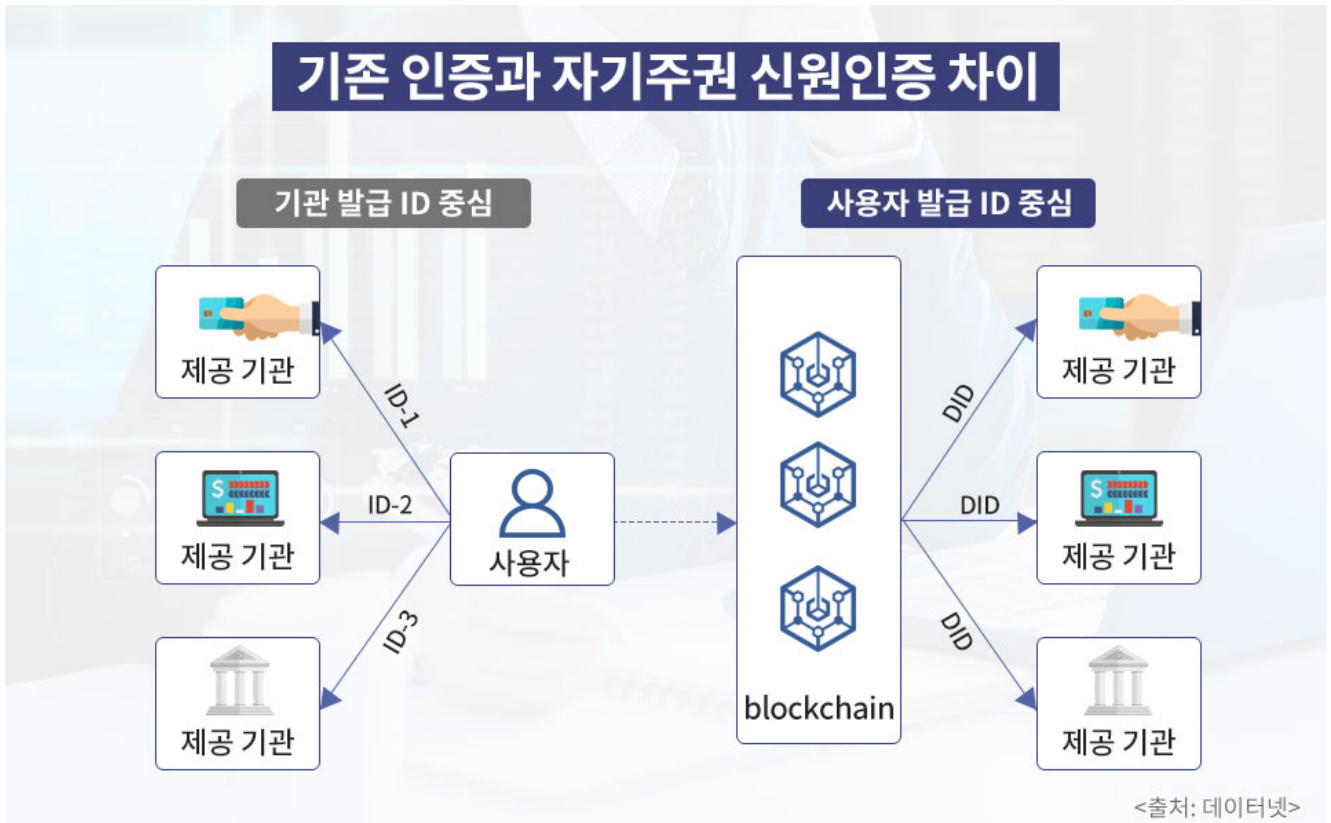 기존 인증과 자기주권 신원인증 차이
기관 발급 ID 중심
사용자 발급 ID 중심
제공 기관
ID-1
제공 기관
ID-2
제공 기관
ID-3
사용자
blockchain
DID
제공 기관
DID
제공 기관
DID
제공 기관
<출처: 데이터넷>